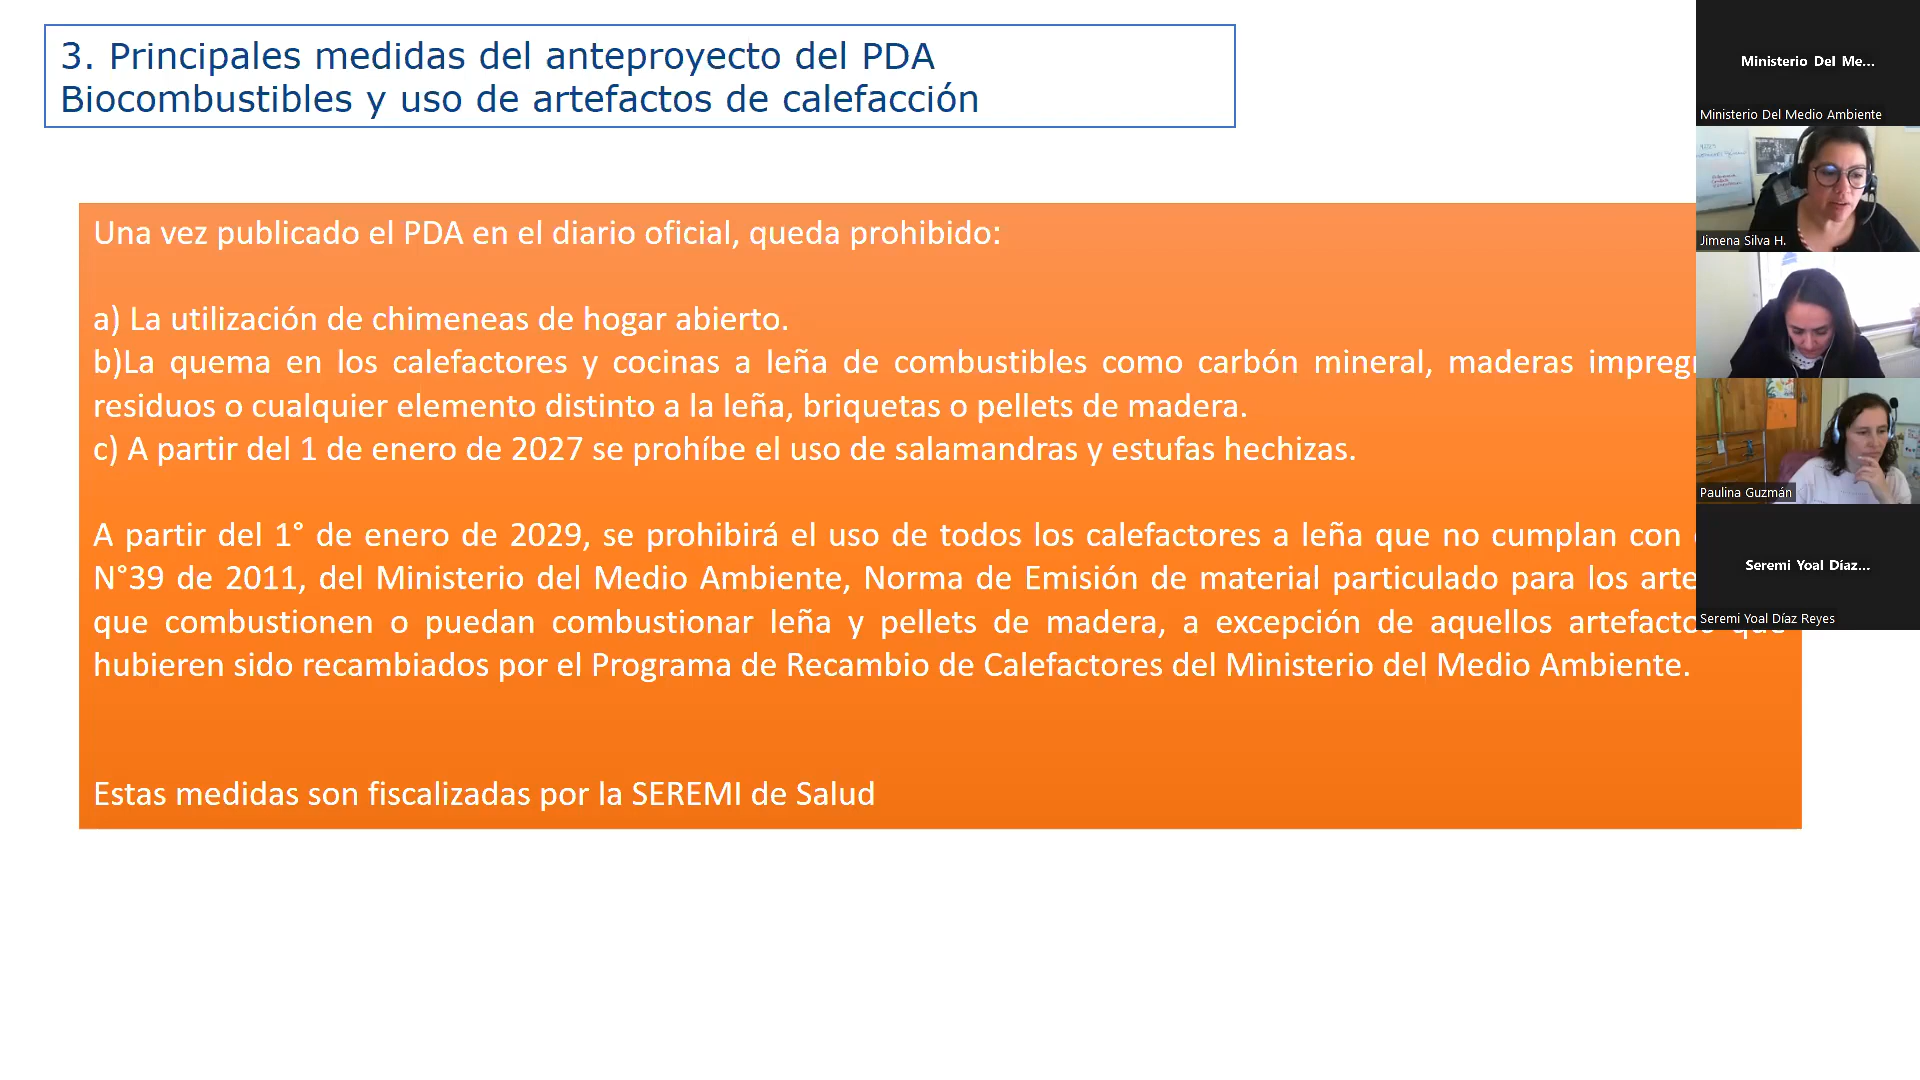 3. Principales medidas del anteproyecto del PDA
Biocombustibles y uso de artefactos de calefacción
Una vez publicado el PDA en el diario oficial, queda prohibido:
a) La utilización de chimeneas de hogar abierto.
b)La quema en los calefactores y cocinas a leña de combustibles como carbón mineral, maderas
residuos o cualquier elemento distinto a la leña, briquetas o pellets de madera.
c) A partir del 1 de enero de 2027 se prohíbe el uso de salamandras y estufas hechizas.
A partir del 1° de enero de 2029, se prohibirá el uso de todos los calefactores a leña que no cumplan con
N°39 de 2011, del Ministerio del Medio Ambiente, Norma de Emisión de material particulado para los
que combustionen o puedan combustionar leña y pellets de madera, a excepción de aquellos artefactos que
hubieren sido recambiados por el Programa de Recambio de Calefactores del Ministerio del Medio Ambiente.
Estas medidas son fiscalizadas por la SEREMI de Salud
Ministerio Del Me...
Ministerio Del Medio Ambiente
Jimena Silva H.
Paulina Guzmán
Seremi Yoal Díaz...
Seremi Yoal Díaz Reyes